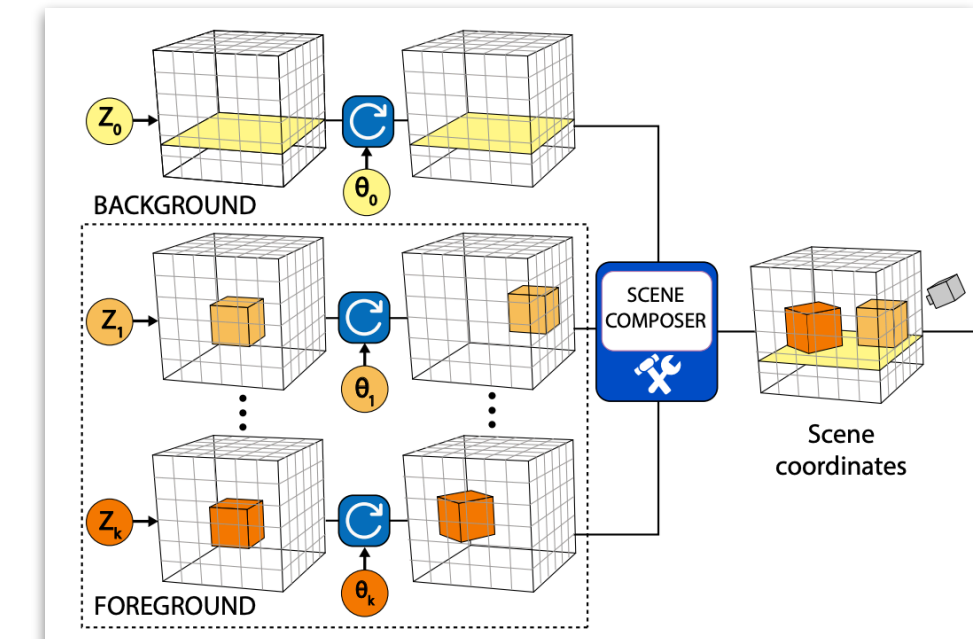 Z₀
θ₀
BACKGROUND
Z₁
θ₁
SCENE
COMPOSER
Scene
coordinates
Zₖ
θₖ
FOREGROUND